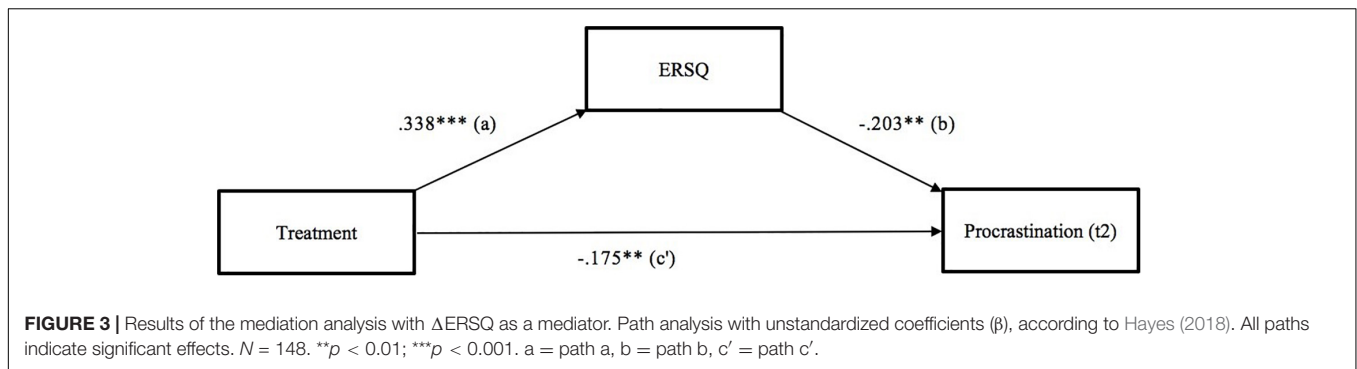 ERSQ
.338*** (a)
-.203** (b)
Treatment
Procrastination (t2)
-.175** (c')
FIGURE 3 | Results of the mediation analysis with ΔERSQ as a mediator. Path analysis with unstandardized coefficients (β), according to Hayes (2018). All paths
indicate significant effects. N = 148. **p < 0.01; ***p < 0.001. a = path a, b = path b, c′ = path c′.